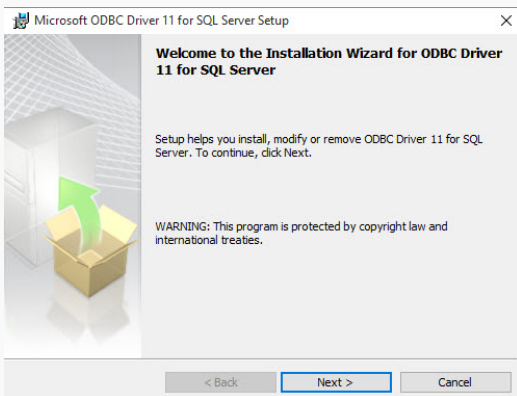 Microsoft ODBC Driver 11 for SQL Server Setup
Welcome to the Installation Wizard for ODBC Driver
11 for SQL Server
Setup helps you install, modify or remove ODBC Driver 11 for SQL
Server. To continue, click Next.
WARNING: This program is protected by copyright law and
international treaties.
< Back
Next >
Cancel